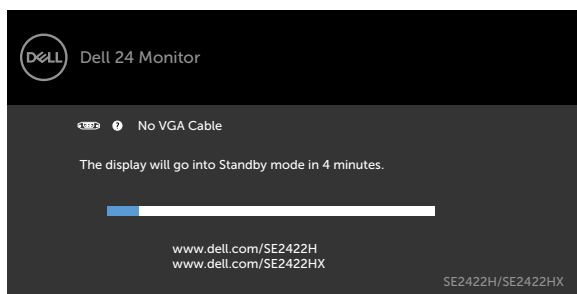 DELL
Dell 24 Monitor
No VGA Cable
The display will go into Standby mode in 4 minutes.
www.dell.com/SE2422H
www.dell.com/SE2422HX
SE2422H/SE2422HX